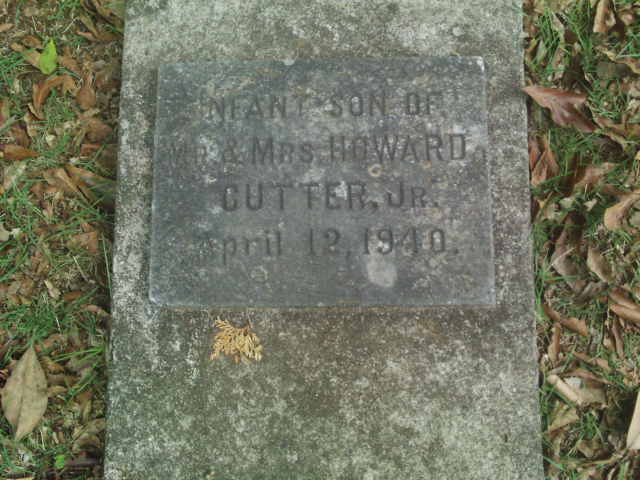 INFANT SON OF
MR & MRS HOWARD
CUTTER, JR.
April 12, 1940.